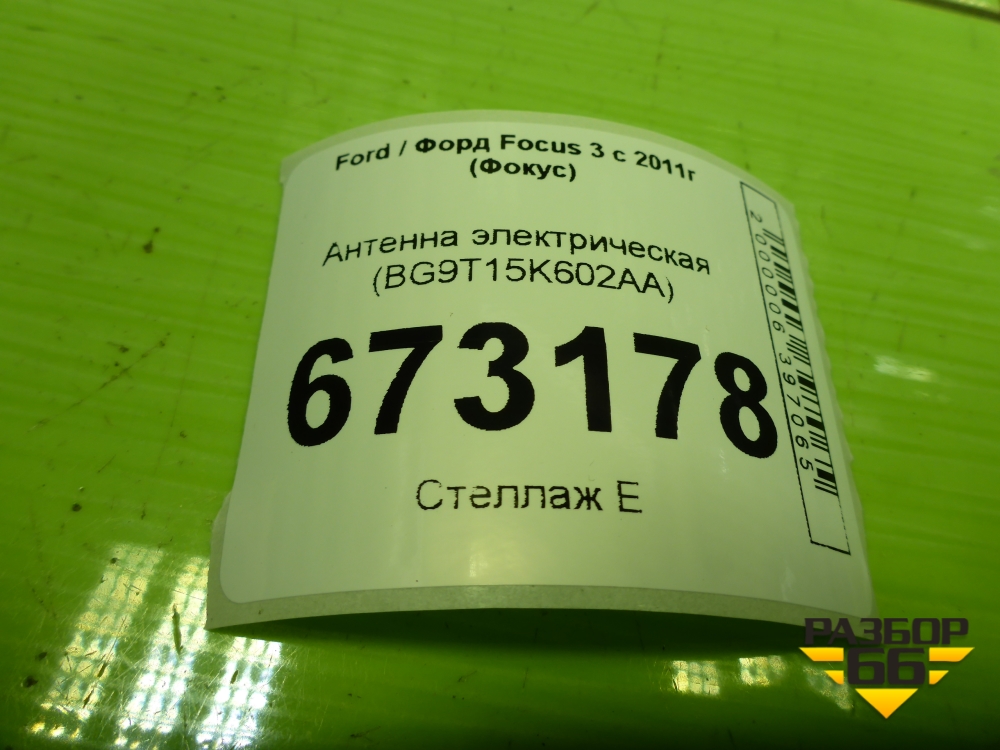 Ford / Форд Focus 3 с 2011г
(Фокус)
Антенна электрическая
(BG9T15K602AA)
673178
Стеллаж Е
2000006397065
РАЗБОР
66